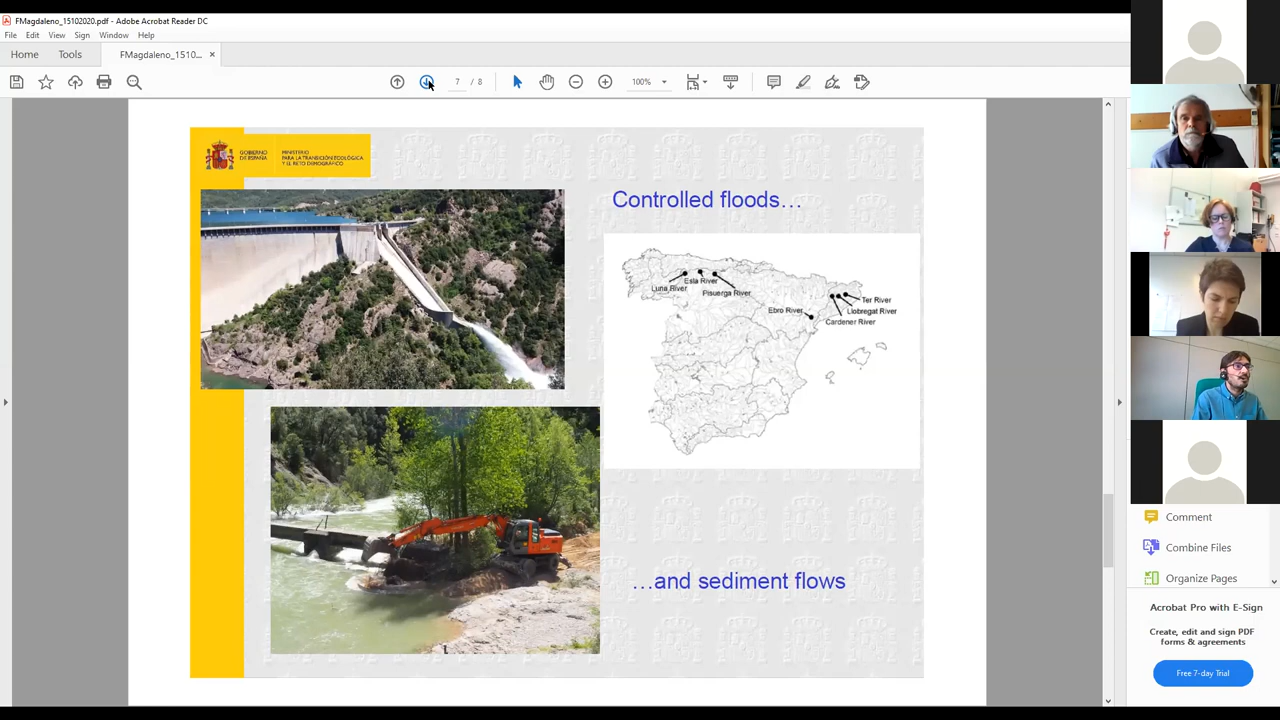 FMagdaleno_15102020.pdf - Adobe Acrobat Reader DC
File Edit View Sign Window Help
Home Tools FMagdaleno_1510... ×
7 / 8 100%
GOBIERNO
DE ESPAÑA
MINISTERIO
PARA LA TRANSICIÓN ECOLÓGICA
Y EL RETO DEMOGRÁFICO
Controlled floods…
Luna River
Esla River
Pisuerga River
Ebro River
Ter River
Llobregat River
Cardener River
…and sediment flows
Comment
Combine Files
Organize Pages
Acrobat Pro with E-Sign
Create, edit and sign PDF
forms & agreements
Free 7-day Trial